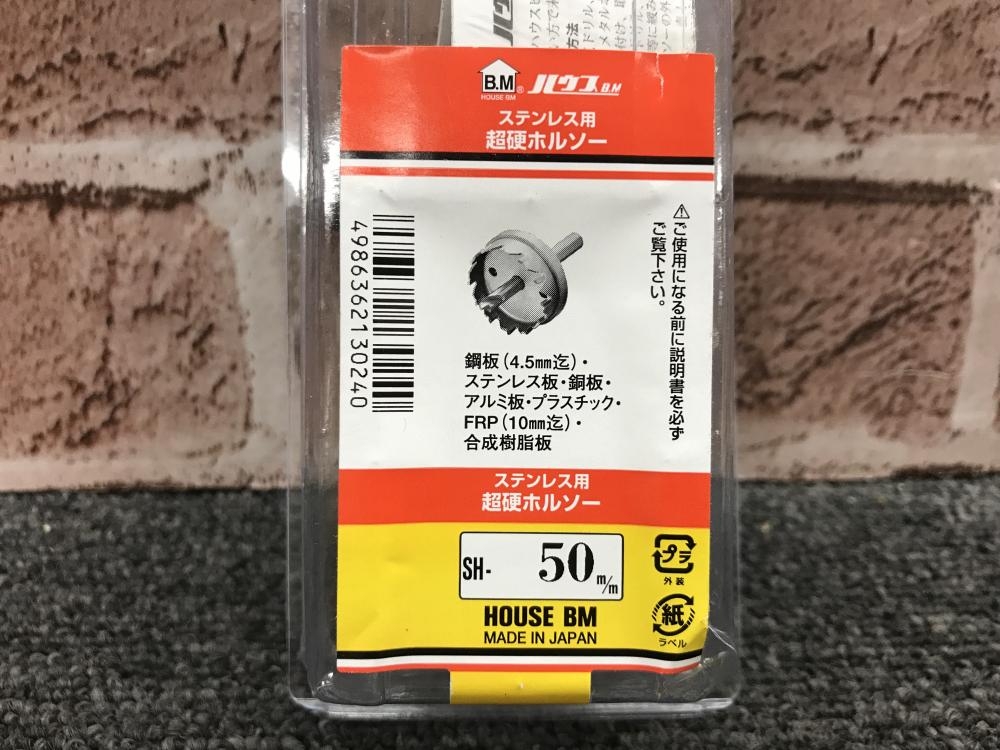 B.M
HOUSE BM
ハウスB.M
ステンレス用
超硬ホルソー
⚠ご使用になる前に説明書を必ず
ご覧下さい。
4986362130240
鋼板(4.5mm迄)・
ステンレス板・銅板・
アルミ板・プラスチック・
FRP(10mm迄)・
合成樹脂板
ステンレス用
超硬ホルソー
SH- 50 m/m
HOUSE BM
MADE IN JAPAN
プラ
外装
紙
ラベル